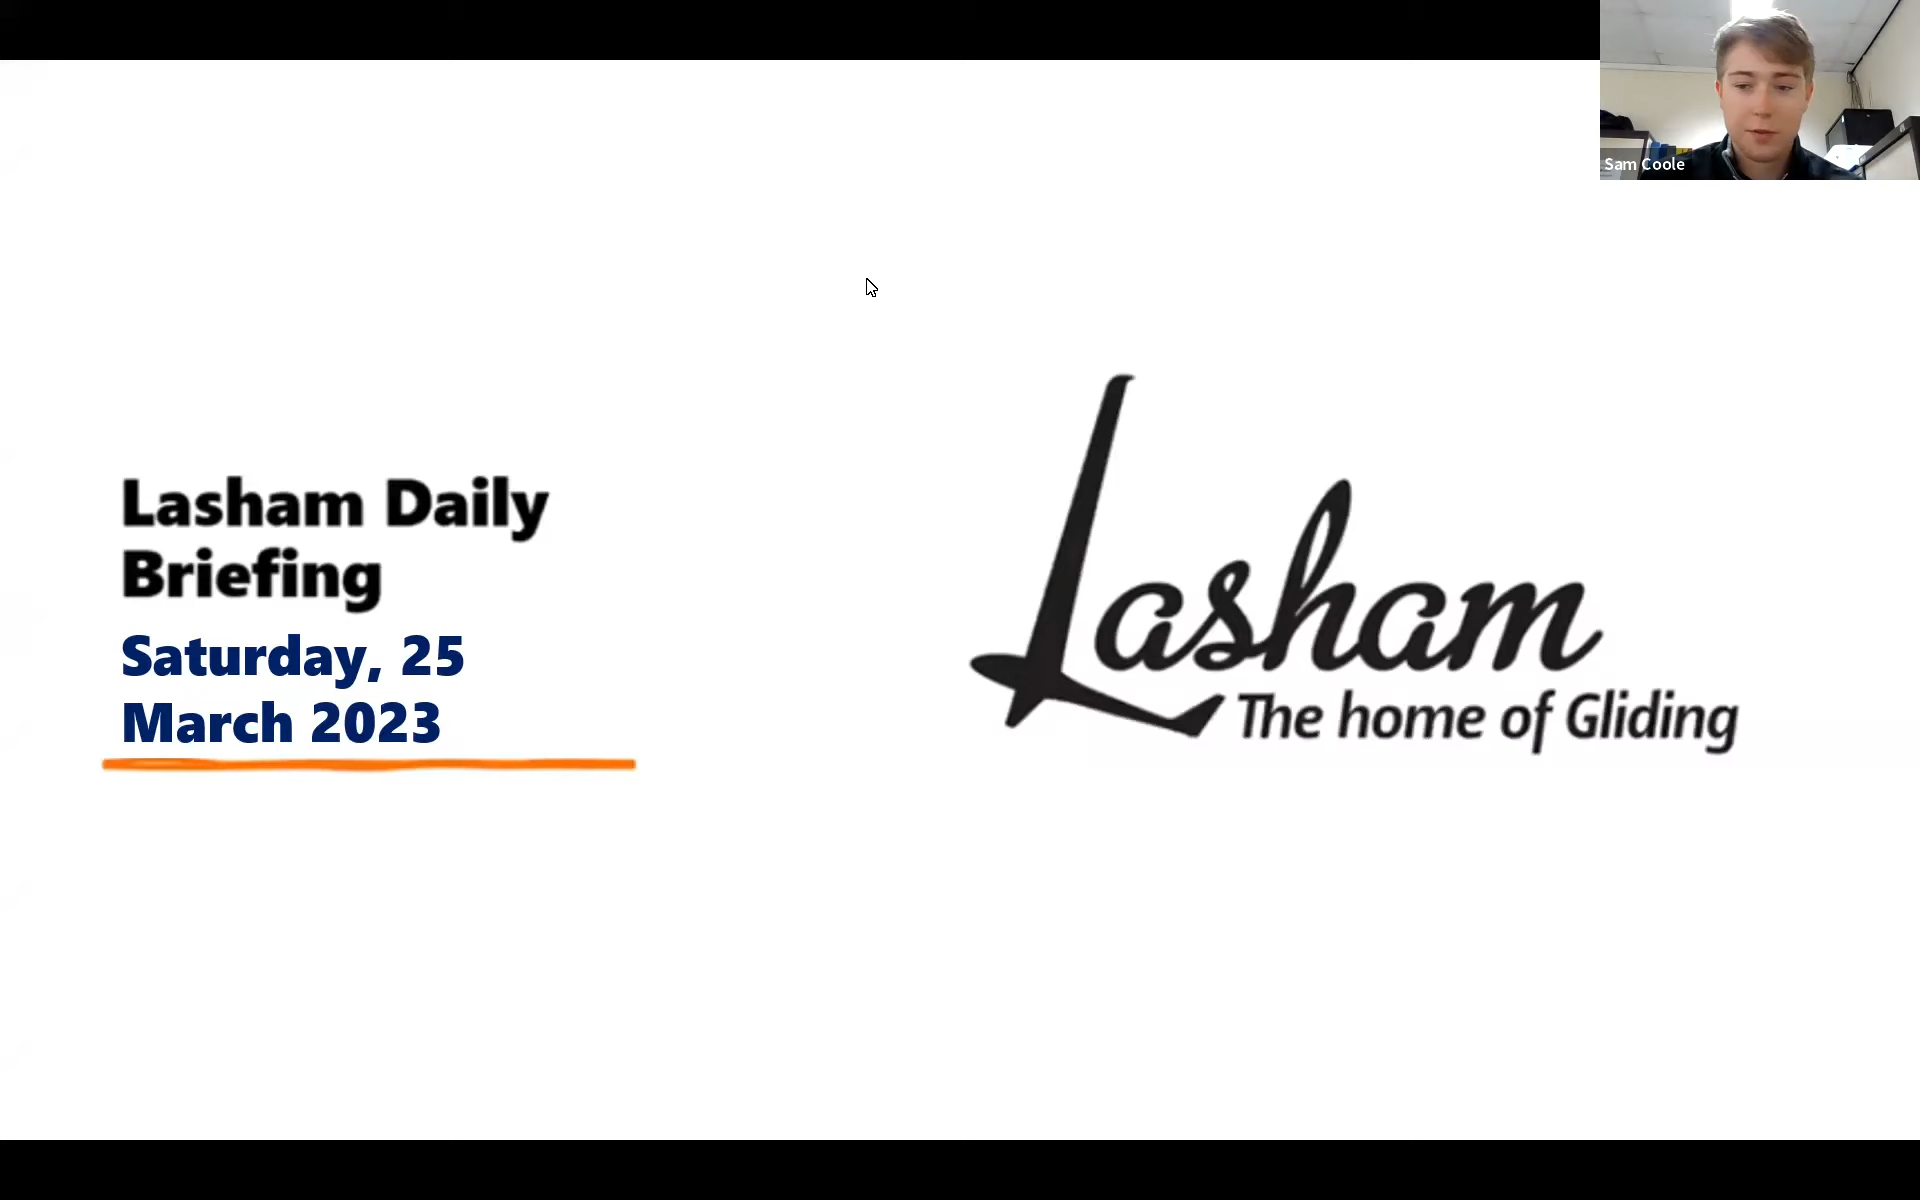 Sam Coole
Lasham Daily
Briefing
Saturday, 25
March 2023
Lasham
The home of Gliding